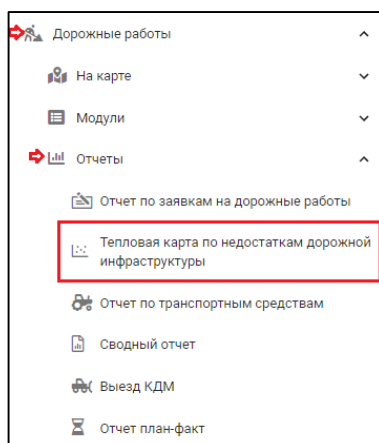 Дорожные работы
На карте
Модули
Отчеты
Отчет по заявкам на дорожные работы
Тепловая карта по недостаткам дорожной
инфраструктуры
Отчет по транспортным средствам
Сводный отчет
Выезд КДМ
Отчет план-факт